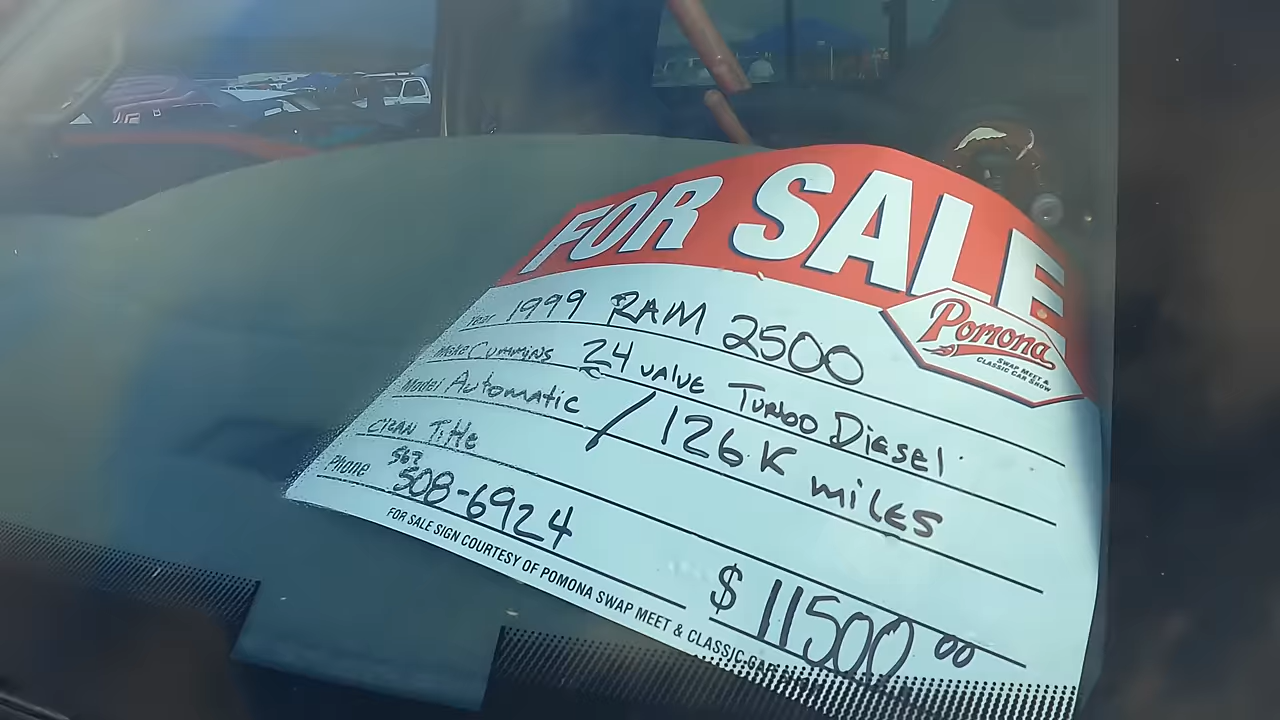 FOR SALE
Pomona
SWAP MEET &
CLASSIC CAR SHOW
Year 1999 RAM 2500
Make Cummins 24 value Turbo Diesel
Model Automatic / 126K miles
Clean Title
562
Phone 508-6924
$11500 00
FOR SALE SIGN COURTESY OF POMONA SWAP MEET & CLASSIC CAR